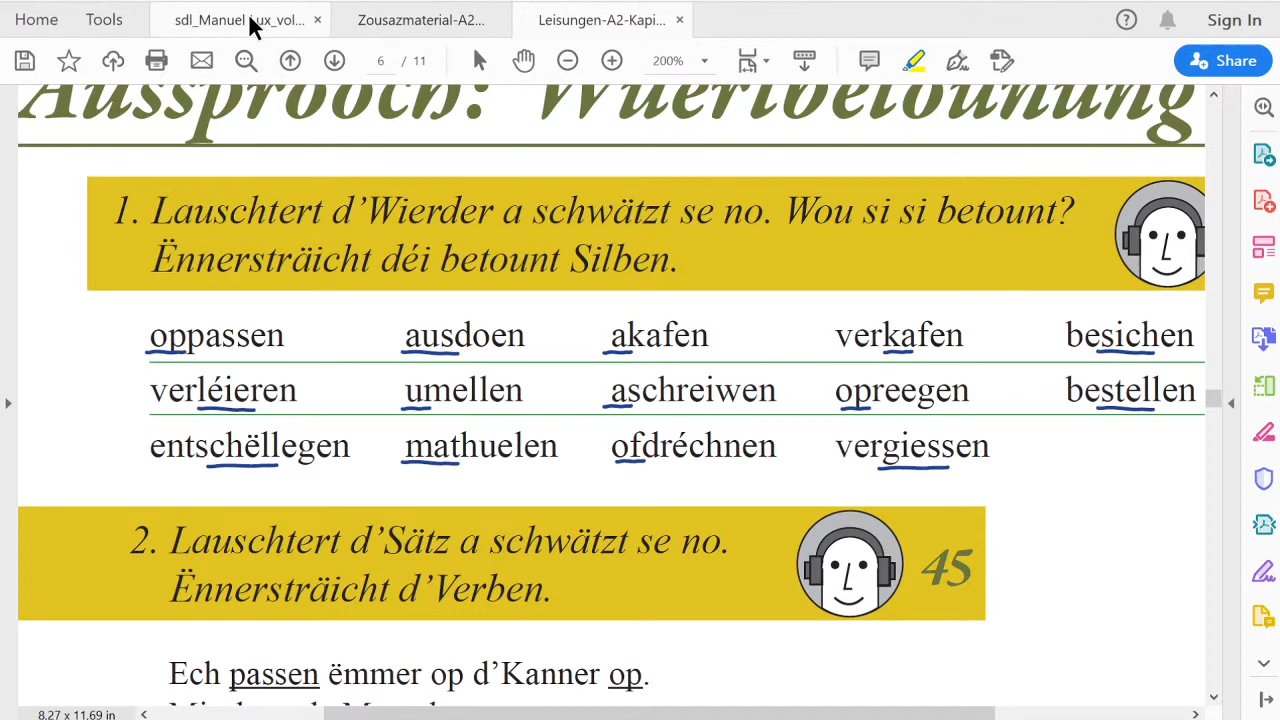 Home Tools sdl_Manuel Lux_vol... × Zousazmaterial-A2... Leisungen-A2-Kapi... × Sign In
6 / 11 200% Share
Aussprooch: Wuertbetounung
1. Lauschtert d'Wierder a schwätzt se no. Wou si si betount?
Ënnersträicht déi betount Silben.
oppassen ausdoen akafen verkafen besichen
verléieren umellen aschreiwen opreegen bestellen
entschëllegen mathuelen ofdréchnen vergiessen
2. Lauschtert d'Sätz a schwätzt se no.
Ënnersträicht d'Verben.
45
Ech passen ëmmer op d'Kanner op.
8.27 x 11.69 in